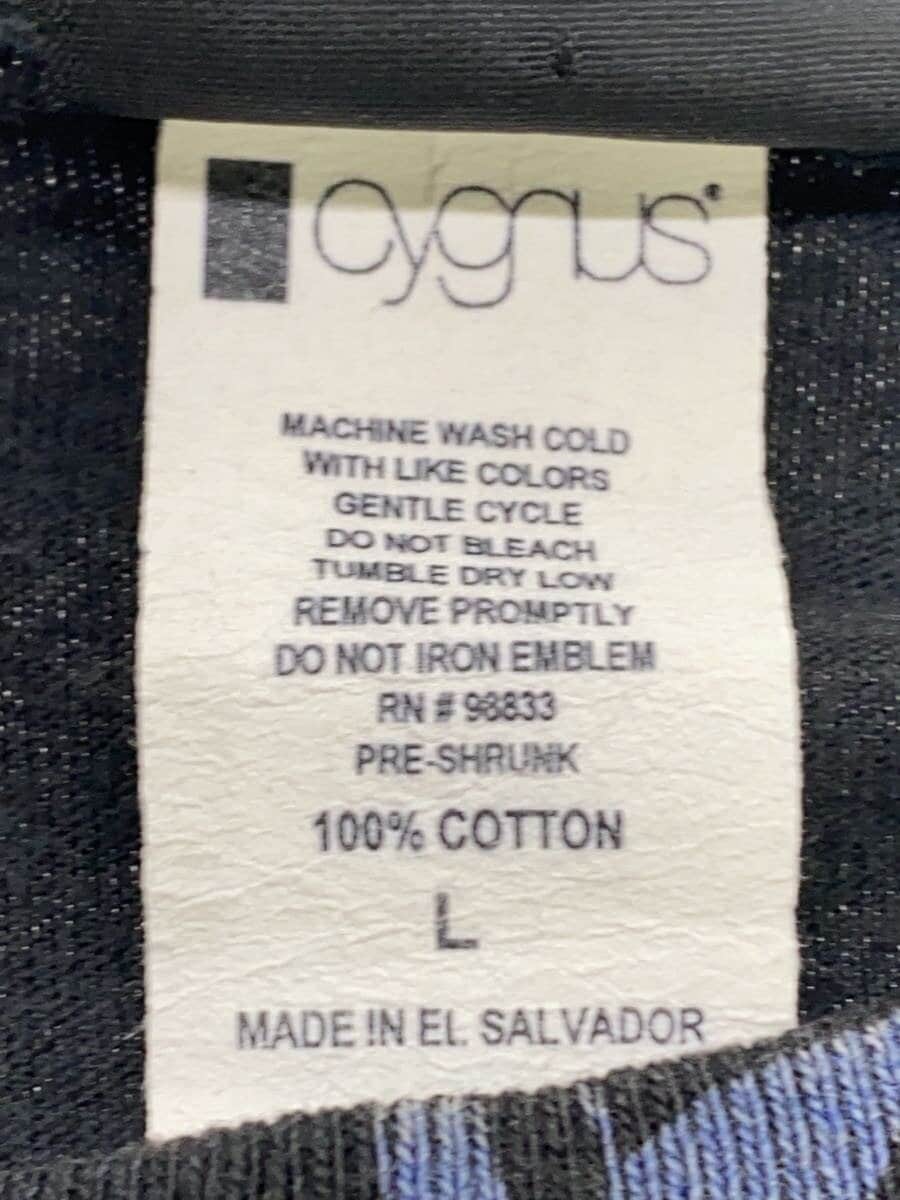 cygnus®
MACHINE WASH COLD
WITH LIKE COLORS
GENTLE CYCLE
DO NOT BLEACH
TUMBLE DRY LOW
REMOVE PROMPTLY
DO NOT IRON EMBLEM
RN # 98833
PRE-SHRUNK
100% COTTON
L
MADE IN EL SALVADOR